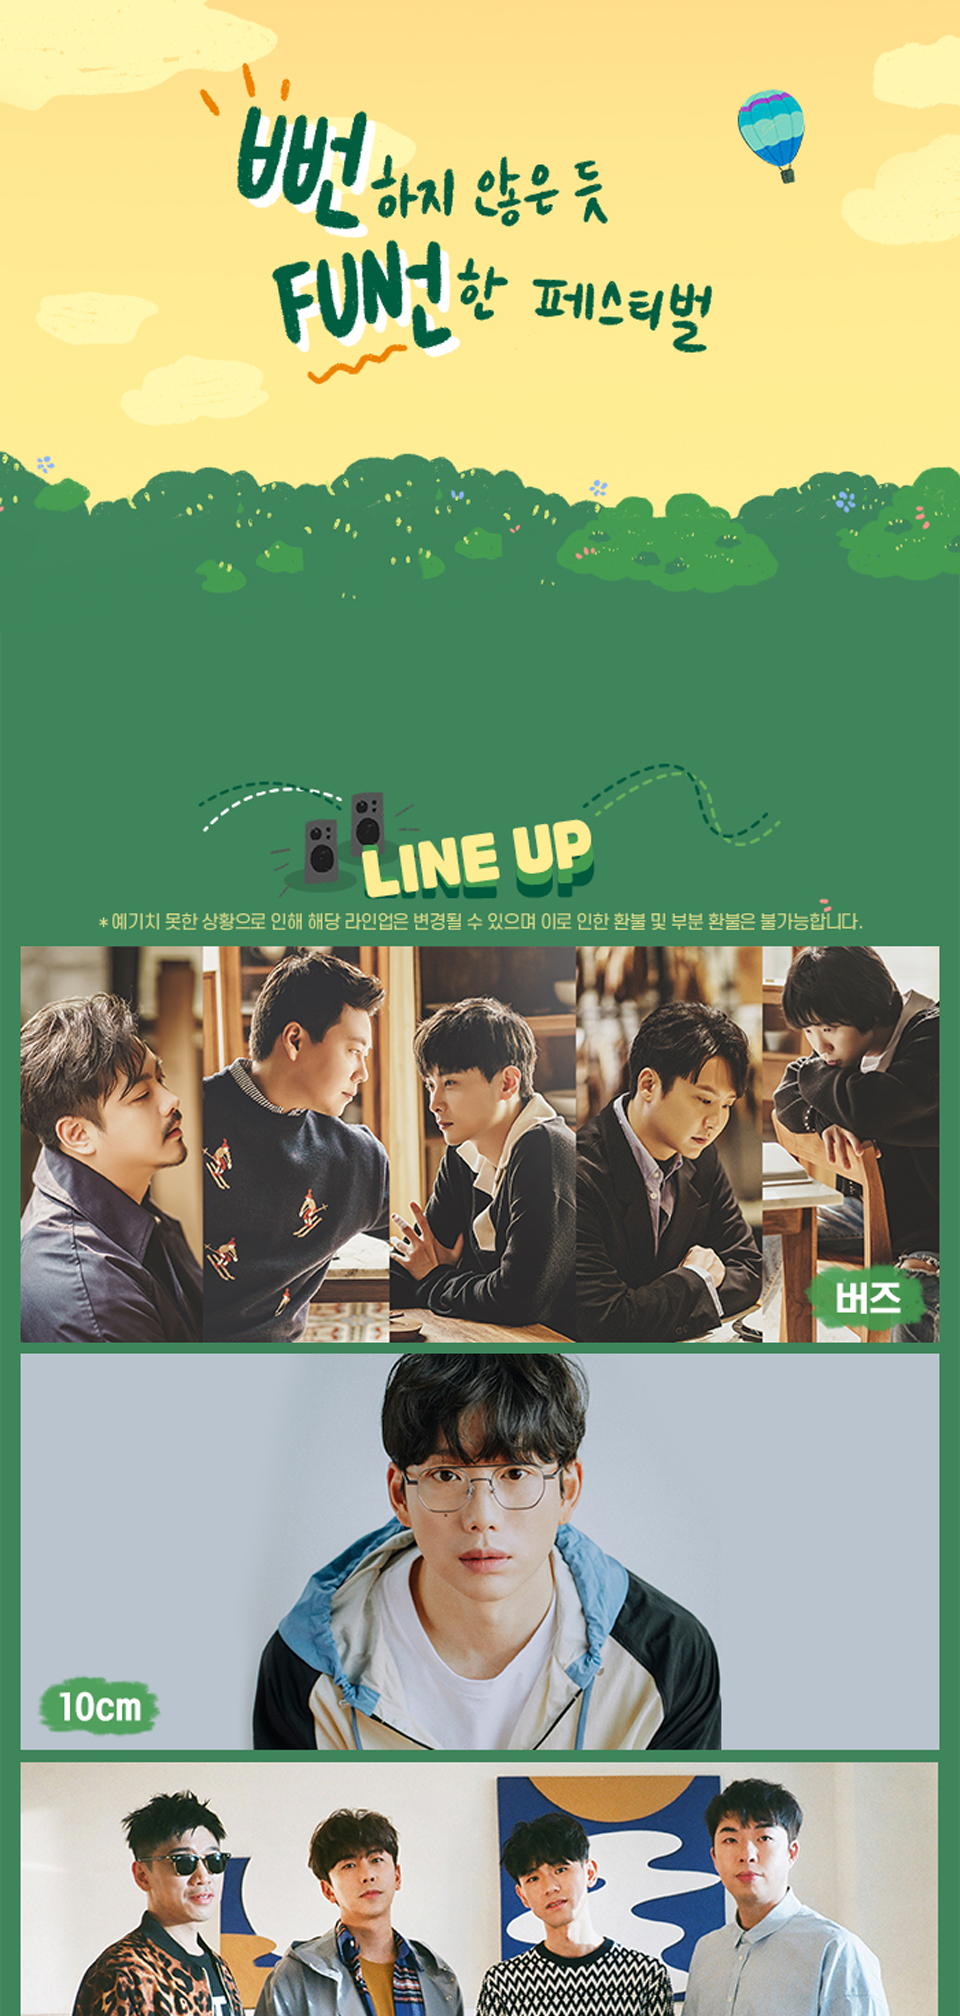 뻔하지 않은 듯
FUN번한 페스티벌
LINE UP
* 예기치 못한 상황으로 인해 해당 라인업은 변경될 수 있으며 이로 인한 환불 및 부분 환불은 불가능합니다.
버즈
10cm